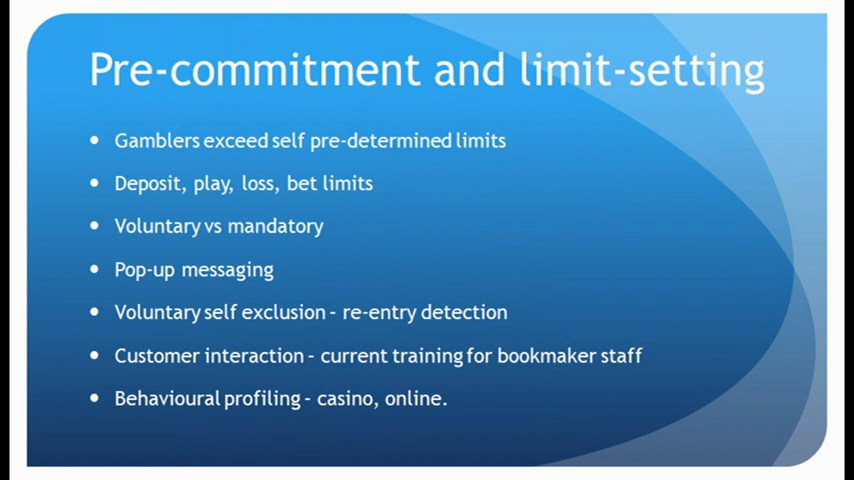 Pre-commitment and limit-setting
• Gamblers exceed self pre-determined limits
• Deposit, play, loss, bet limits
• Voluntary vs mandatory
• Pop-up messaging
• Voluntary self exclusion – re-entry detection
• Customer interaction – current training for bookmaker staff
• Behavioural profiling – casino, online.